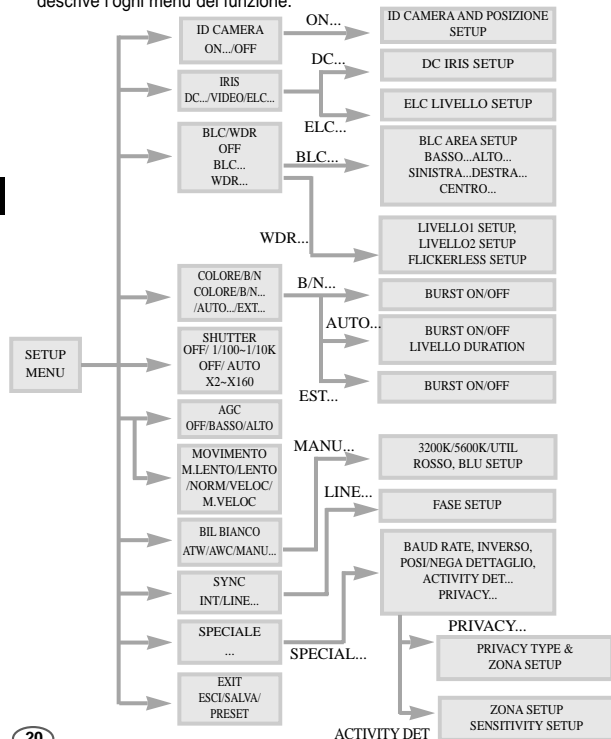 descrive l'ogni menu del funzione.
ID CAMERA
ON.../OFF
ON...
ID CAMERA AND POSIZIONE
SETUP
IRIS
DC.../VIDEO/ELC...
DC...
DC IRIS SETUP
ELC...
ELC LIVELLO SETUP
BLC/WDR
OFF
BLC...
WDR...
BLC...
BLC AREA SETUP
BASSO...ALTO...
SINISTRA...DESTRA...
CENTRO...
WDR...
LIVELLO1 SETUP,
LIVELLO2 SETUP
FLICKERLESS SETUP
COLORE/B/N
COLORE/B/N...
/AUTO.../EXT...
B/N...
BURST ON/OFF
AUTO...
BURST ON/OFF
LIVELLO DURATION
EST...
BURST ON/OFF
SETUP
MENU
SHUTTER
OFF/ 1/100~1/10K
OFF/ AUTO
X2~X160
AGC
OFF/BASSO/ALTO
MOVIMENTO
M.LENTO/LENTO
/NORM/VELOC/
M.VELOC
BIL BIANCO
ATW/AWC/MANU...
MANU...
3200K/5600K/UTIL
ROSSO, BLU SETUP
SYNC
INT/LINE...
LINE...
FASE SETUP
SPECIALE
...
SPECIAL...
BAUD RATE, INVERSO,
POSI/NEGA DETTAGLIO,
ACTIVITY DET...
PRIVACY...
PRIVACY...
PRIVACY TYPE &
ZONA SETUP
ACTIVITY DET
ZONA SETUP
SENSITIVITY SETUP
EXIT
ESCI/SALVA/
PRESET
20